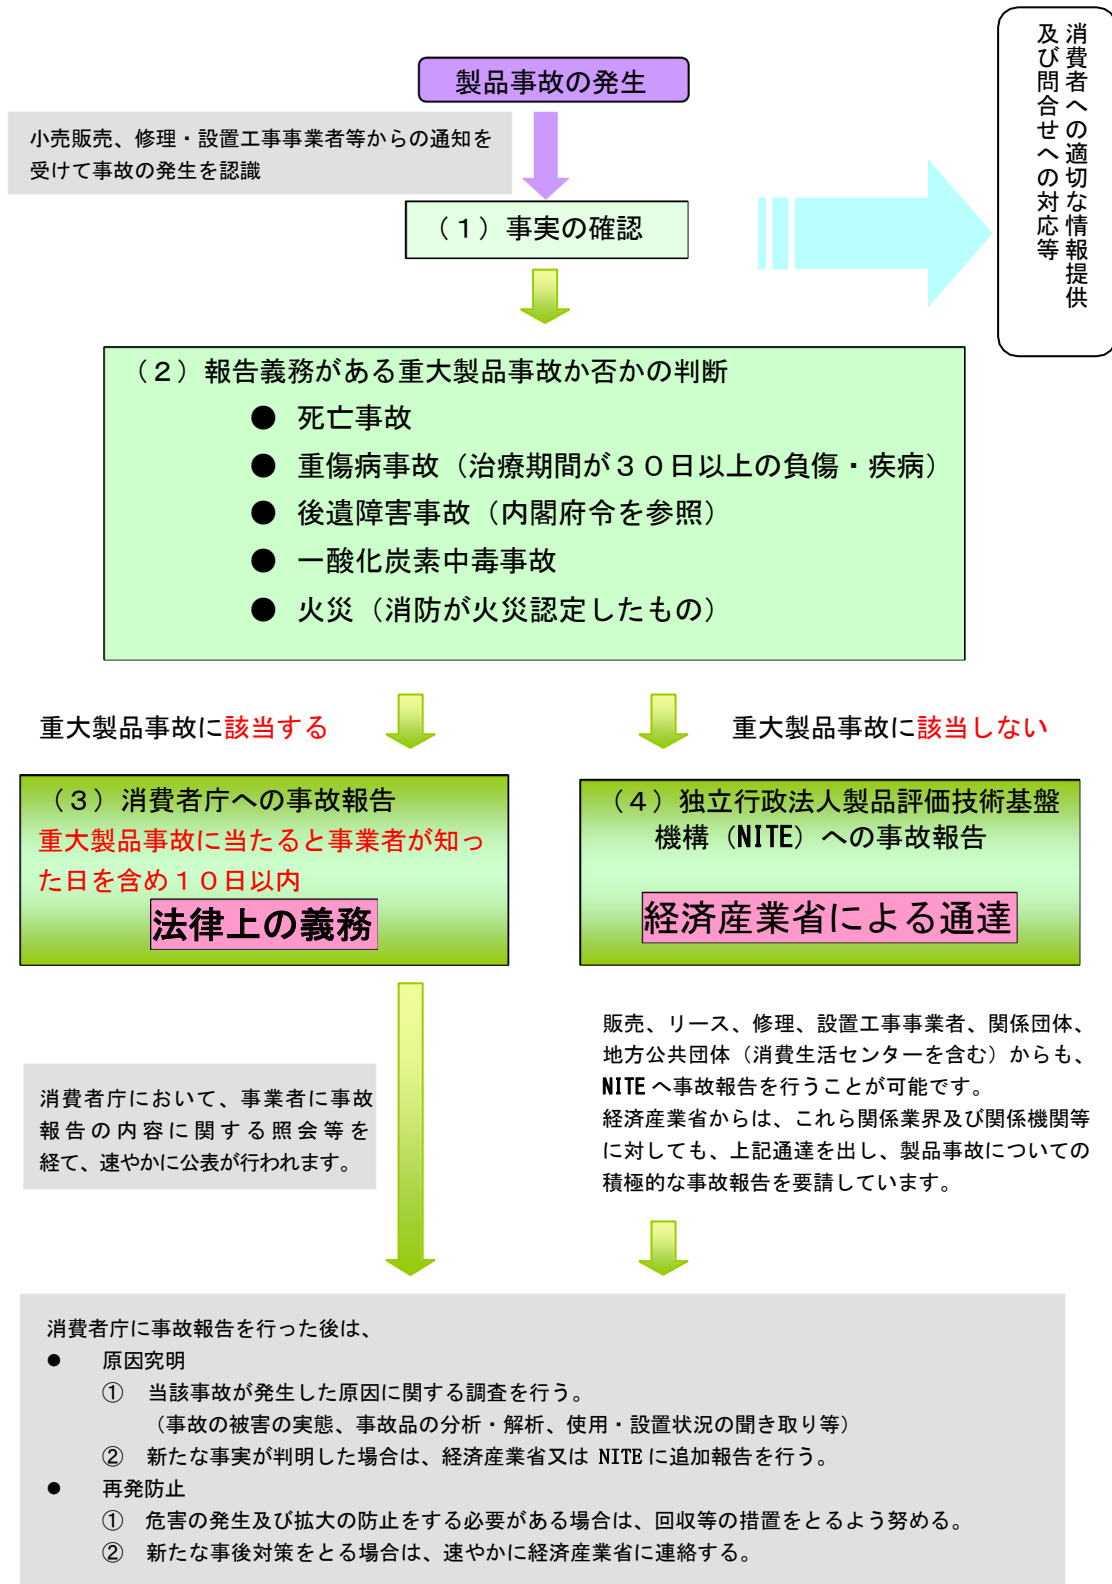 製品事故の発生
消費者への適切な情報提供
及び問合せへの対応等
小売販売、修理・設置工事事業者等からの通知を
受けて事故の発生を認識
（１）事実の確認
（２）報告義務がある重大製品事故か否かの判断
● 死亡事故
● 重傷病事故（治療期間が３０日以上の負傷・疾病）
● 後遺障害事故（内閣府令を参照）
● 一酸化炭素中毒事故
● 火災（消防が火災認定したもの）
重大製品事故に該当する
重大製品事故に該当しない
（３）消費者庁への事故報告
重大製品事故に当たると事業者が知っ
た日を含め１０日以内
法律上の義務
（４）独立行政法人製品評価技術基盤
機構（NITE）への事故報告
経済産業省による通達
販売、リース、修理、設置工事事業者、関係団体、
地方公共団体（消費生活センターを含む）からも、
NITE へ事故報告を行うことが可能です。
経済産業省からは、これら関係業界及び関係機関等
に対しても、上記通達を出し、製品事故についての
積極的な事故報告を要請しています。
消費者庁において、事業者に事故
報告の内容に関する照会等を
経て、速やかに公表が行われます。
消費者庁に事故報告を行った後は、
● 原因究明
① 当該事故が発生した原因に関する調査を行う。
（事故の被害の実態、事故品の分析・解析、使用・設置状況の聞き取り等）
② 新たな事実が判明した場合は、経済産業省又は NITE に追加報告を行う。
● 再発防止
① 危害の発生及び拡大の防止をする必要がある場合は、回収等の措置をとるよう努める。
② 新たな事後対策をとる場合は、速やかに経済産業省に連絡する。